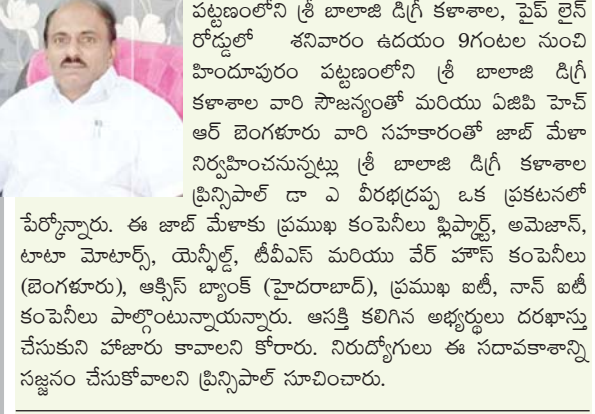 పట్టణంలోని శ్రీ బాలాజి డిగ్రీ కళాశాల, పైప్ లైన్
రోడ్డులో శనివారం ఉదయం 9గంటల నుంచి
హిందూపురం పట్టణంలోని శ్రీ బాలాజి డిగ్రీ
కళాశాల వారి సౌజన్యంతో మరియు ఏజిపి హెచ్
ఆర్ బెంగళూరు వారి సహకారంతో జాబ్ మేళా
నిర్వహించనున్నట్లు శ్రీ బాలాజి డిగ్రీ కళాశాల
ప్రిన్సిపాల్ డా ఎ వీరభద్రప్ప ఒక ప్రకటనలో
పేర్కోన్నారు. ఈ జాబ్ మేళాకు ప్రముఖ కంపెనీలు ఫ్లిప్కార్ట్, అమెజాన్,
టాటా మోటార్స్, యెన్ఫీల్డ్, టీవీఎస్ మరియు వేర్ హౌస్ కంపెనీలు
(బెంగళూరు), ఆక్సిస్ బ్యాంక్ (హైదరాబాద్), ప్రముఖ ఐటీ, నాన్ ఐటీ
కంపెనీలు పాల్గొంటున్నాయన్నారు. ఆసక్తి కలిగిన అభ్యర్థులు దరఖాస్తు
చేసుకుని హాజారు కావాలని కోరారు. నిరుద్యోగులు ఈ సదావకాశాన్ని
సజ్జనం చేసుకోవాలని ప్రిన్సిపాల్ సూచించారు.